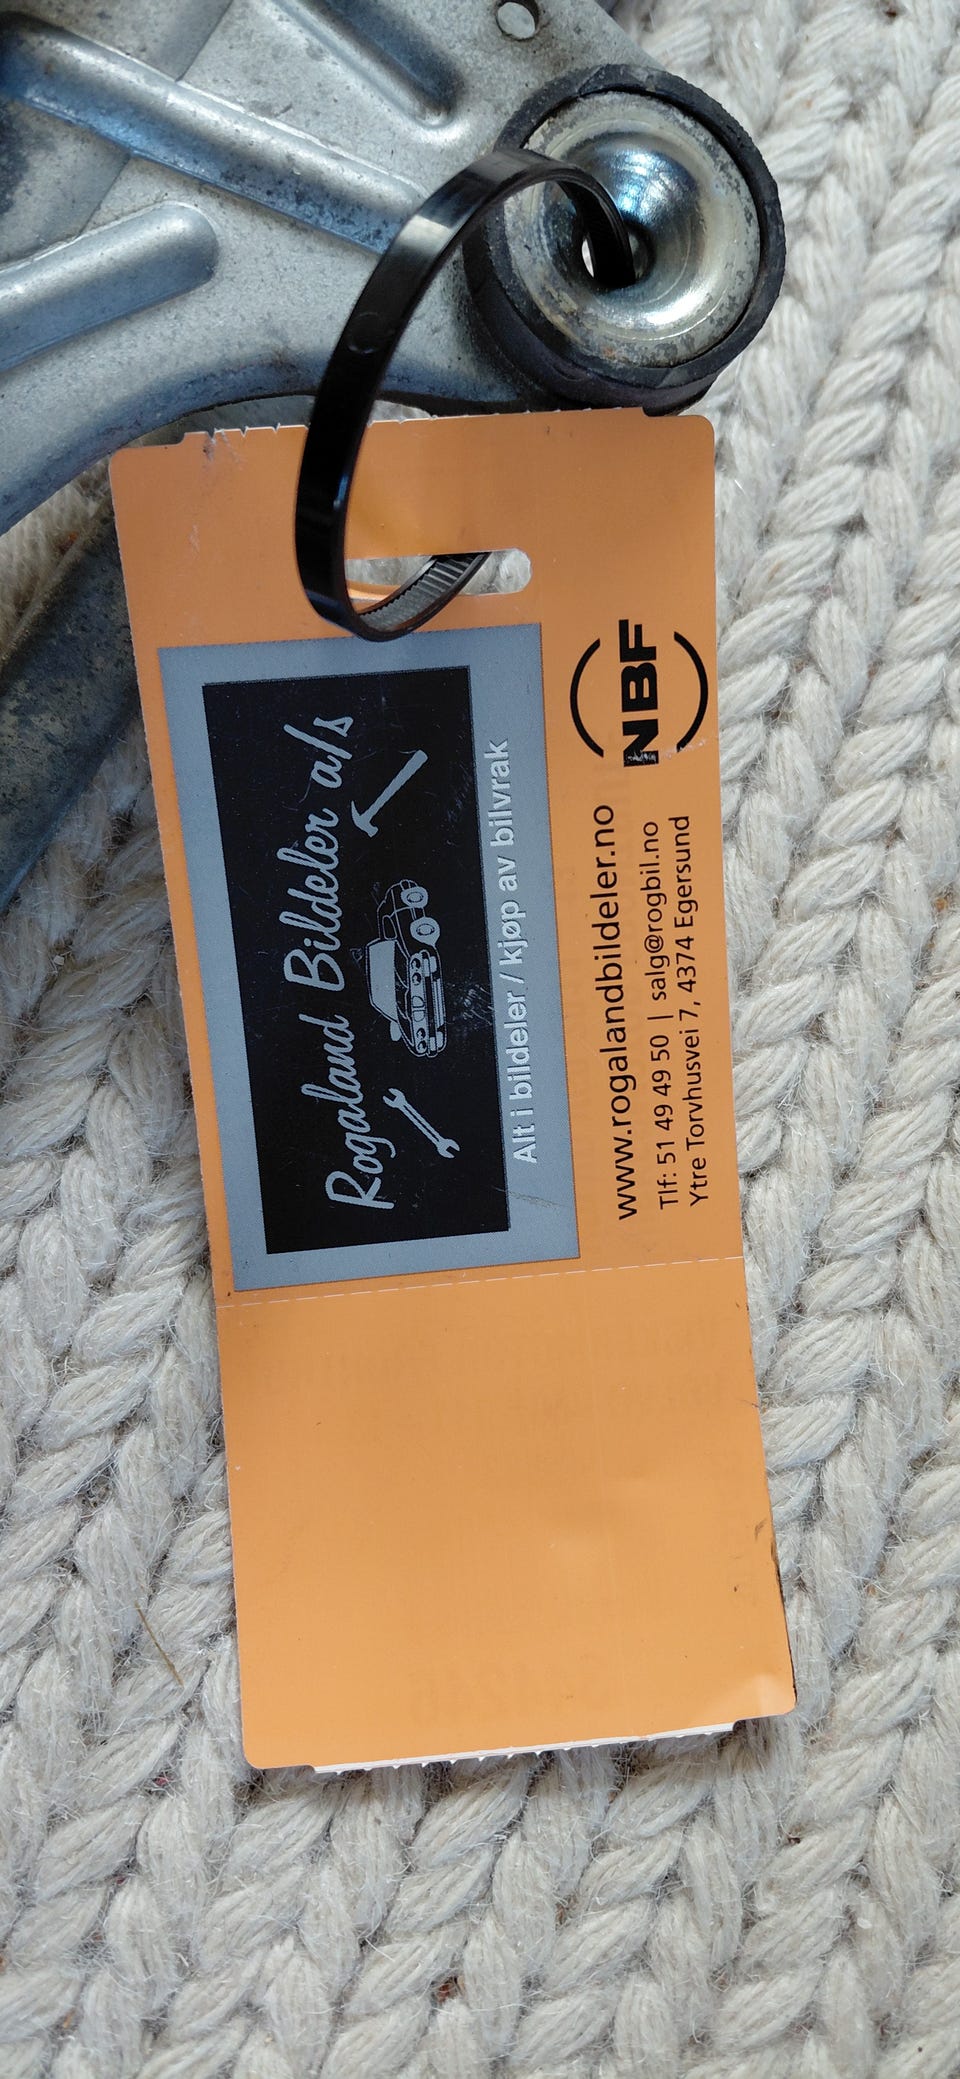 Rogaland Bildeler a/s
Alt i bildeler / kjøp av bilvrak
www.rogalandbildeler.no
Tlf: 51 49 49 50 | salg@rogbil.no
Ytre Torvhusvei 7, 4374 Egersund
NBF